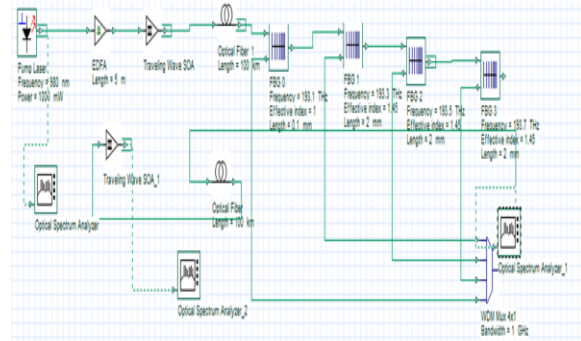 Pump Laser
Frequency = 980 nm
Power = 1000 mW
EDFA
Length = 5 m
Traveling Wave SOA
Optical Fiber 1
Length = 100 km
FBG 0
Frequency = 193.1 THz
Effective index = 1
Length = 0.1 mm
FBG 1
Frequency = 193.3 THz
Effective index = 1.45
Length = 2 mm
FBG 2
Frequency = 193.5 THz
Effective index = 1.45
Length = 2 mm
FBG 3
Frequency = 193.7 THz
Effective index = 1.45
Length = 2 mm
Traveling Wave SOA_1
Optical Spectrum Analyzer
Optical Fiber
Length = 100 km
Optical Spectrum Analyzer_2
Optical Spectrum Analyzer_1
WDM Mux 4x1
Bandwidth = 1 GHz